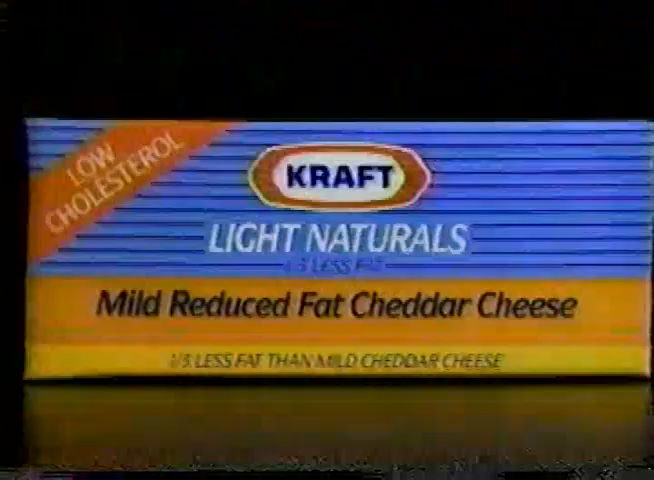 LOW
CHOLESTEROL
KRAFT
LIGHT NATURALS
1/3 LESS FAT
Mild Reduced Fat Cheddar Cheese
1/3 LESS FAT THAN MILD CHEDDAR CHEESE